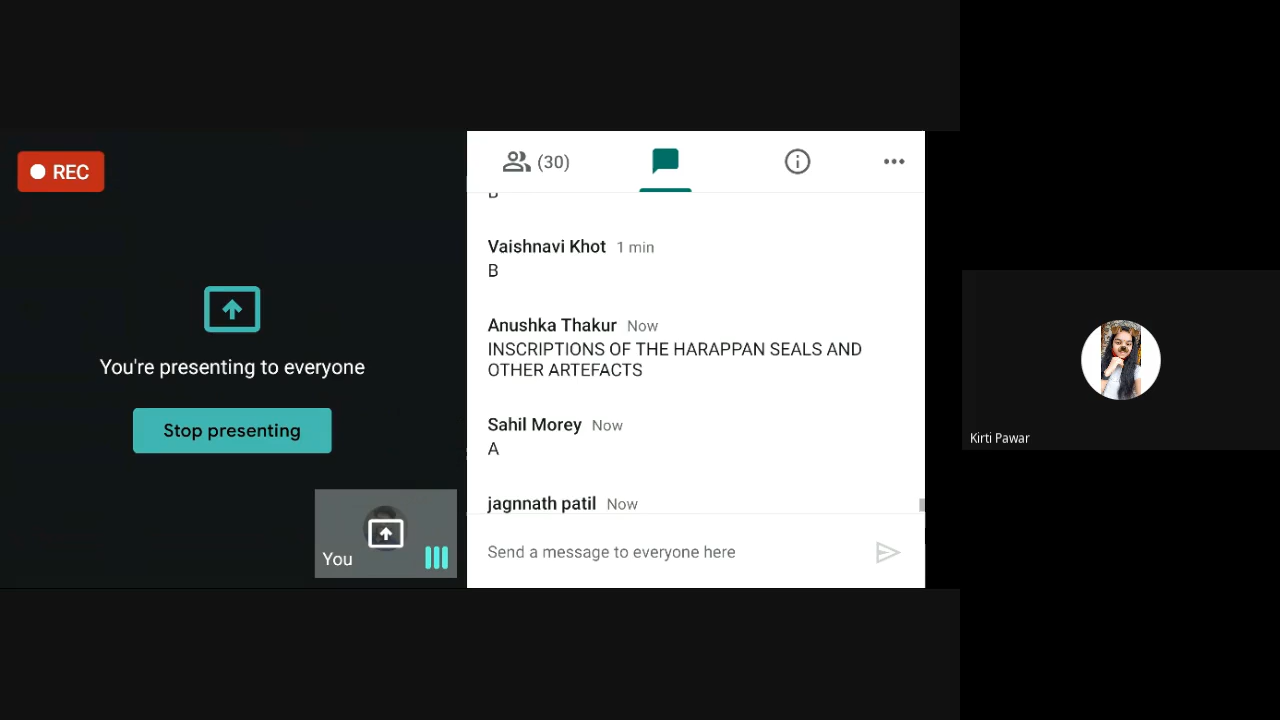 REC
You're presenting to everyone
Stop presenting
You
(30)
B
Vaishnavi Khot 1 min
B
Anushka Thakur Now
INSCRIPTIONS OF THE HARAPPAN SEALS AND
OTHER ARTEFACTS
Sahil Morey Now
A
jagnnath patil Now
Send a message to everyone here
Kirti Pawar